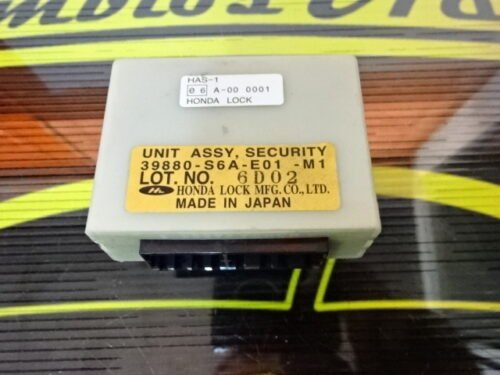 HAS-1
e 6 A-00 0001
HONDA LOCK
UNIT ASSY, SECURITY
39880-S6A-E01 -M1
LOT. NO. 6D02
HL HONDA LOCK MFG. CO., LTD.
MADE IN JAPAN